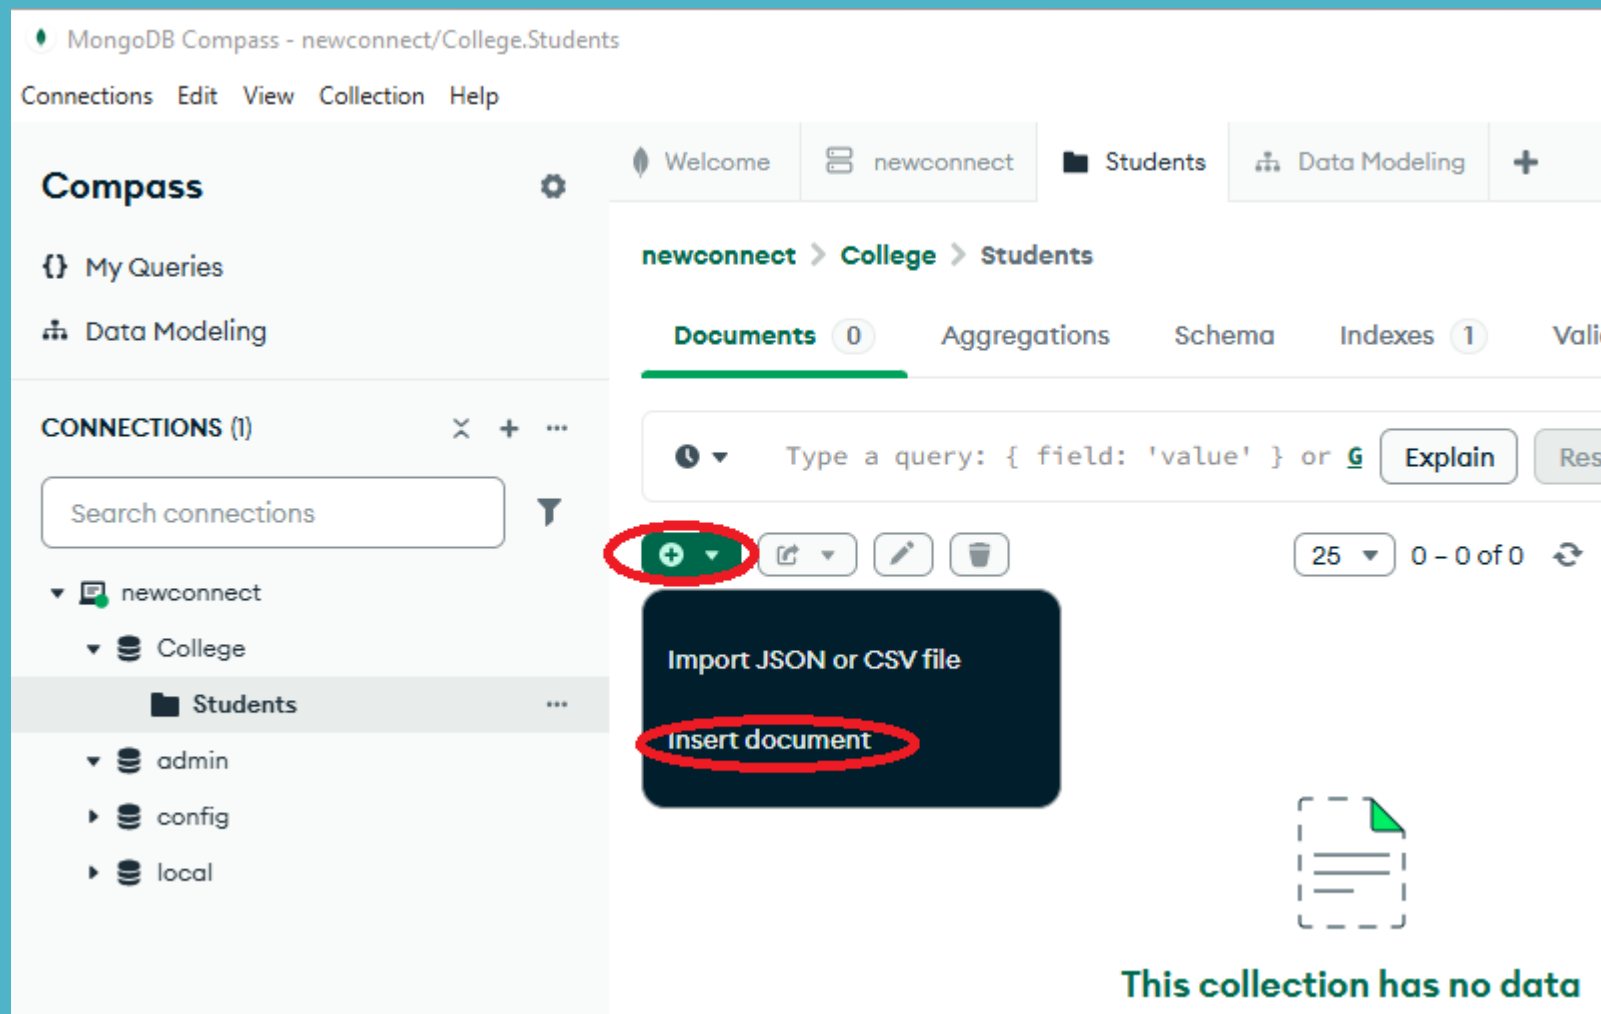 MongoDB Compass - newconnect/College.Students
Connections Edit View Collection Help
Compass
{} My Queries
Data Modeling
CONNECTIONS (1)
Search connections
newconnect
College
Students
admin
config
local
Welcome newconnect Students Data Modeling
newconnect > College > Students
Documents 0 Aggregations Schema Indexes 1 Vali
Type a query: { field: 'value' } or G Explain Res
25 0 – 0 of 0
Import JSON or CSV file
Insert document
This collection has no data